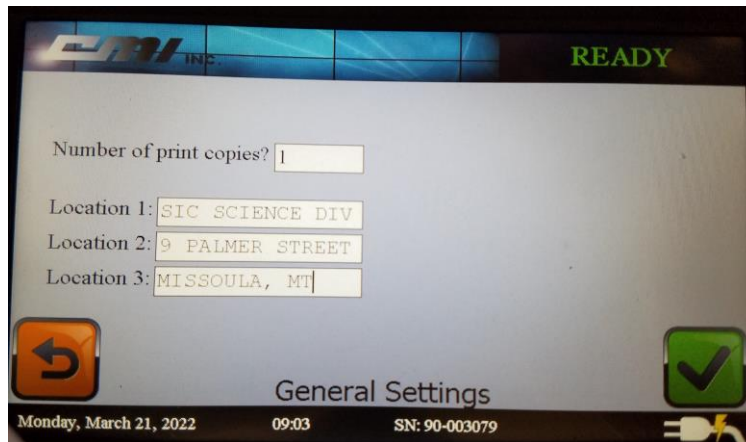 CMI INC.
READY
Number of print copies? 1
Location 1: SIC SCIENCE DIV
Location 2: 9 PALMER STREET
Location 3: MISSOULA, MT
General Settings
Monday, March 21, 2022 09:03 SN: 90-003079